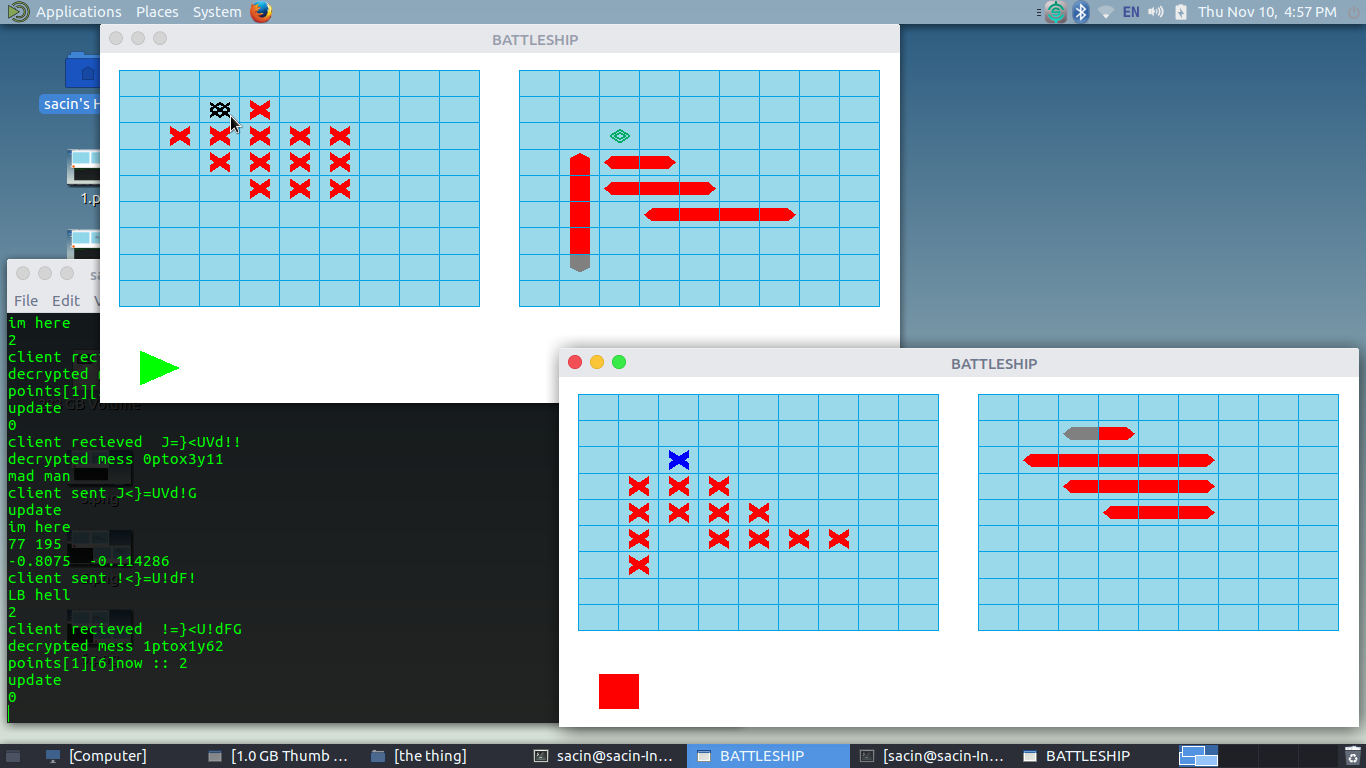 Applications Places System EN Thu Nov 10, 4:57 PM
BATTLESHIP
sacin's H
1.p
File Edit
im here
2
client rec
decrypted
points[1][
update
0
client recieved J=}<UVd!!
decrypted mess 0ptox3y11
mad man
client sent J<}=UVd!G
update
im here
77 195
-0.8075 -0.114286
client sent !<}=U!dF!
LB hell
2
client recieved !=}<U!dFG
decrypted mess 1ptox1y62
points[1][6]now :: 2
update
0
BATTLESHIP
[Computer] [1.0 GB Thumb ... [the thing] sacin@sacin-In... BATTLESHIP [sacin@sacin-In... BATTLESHIP